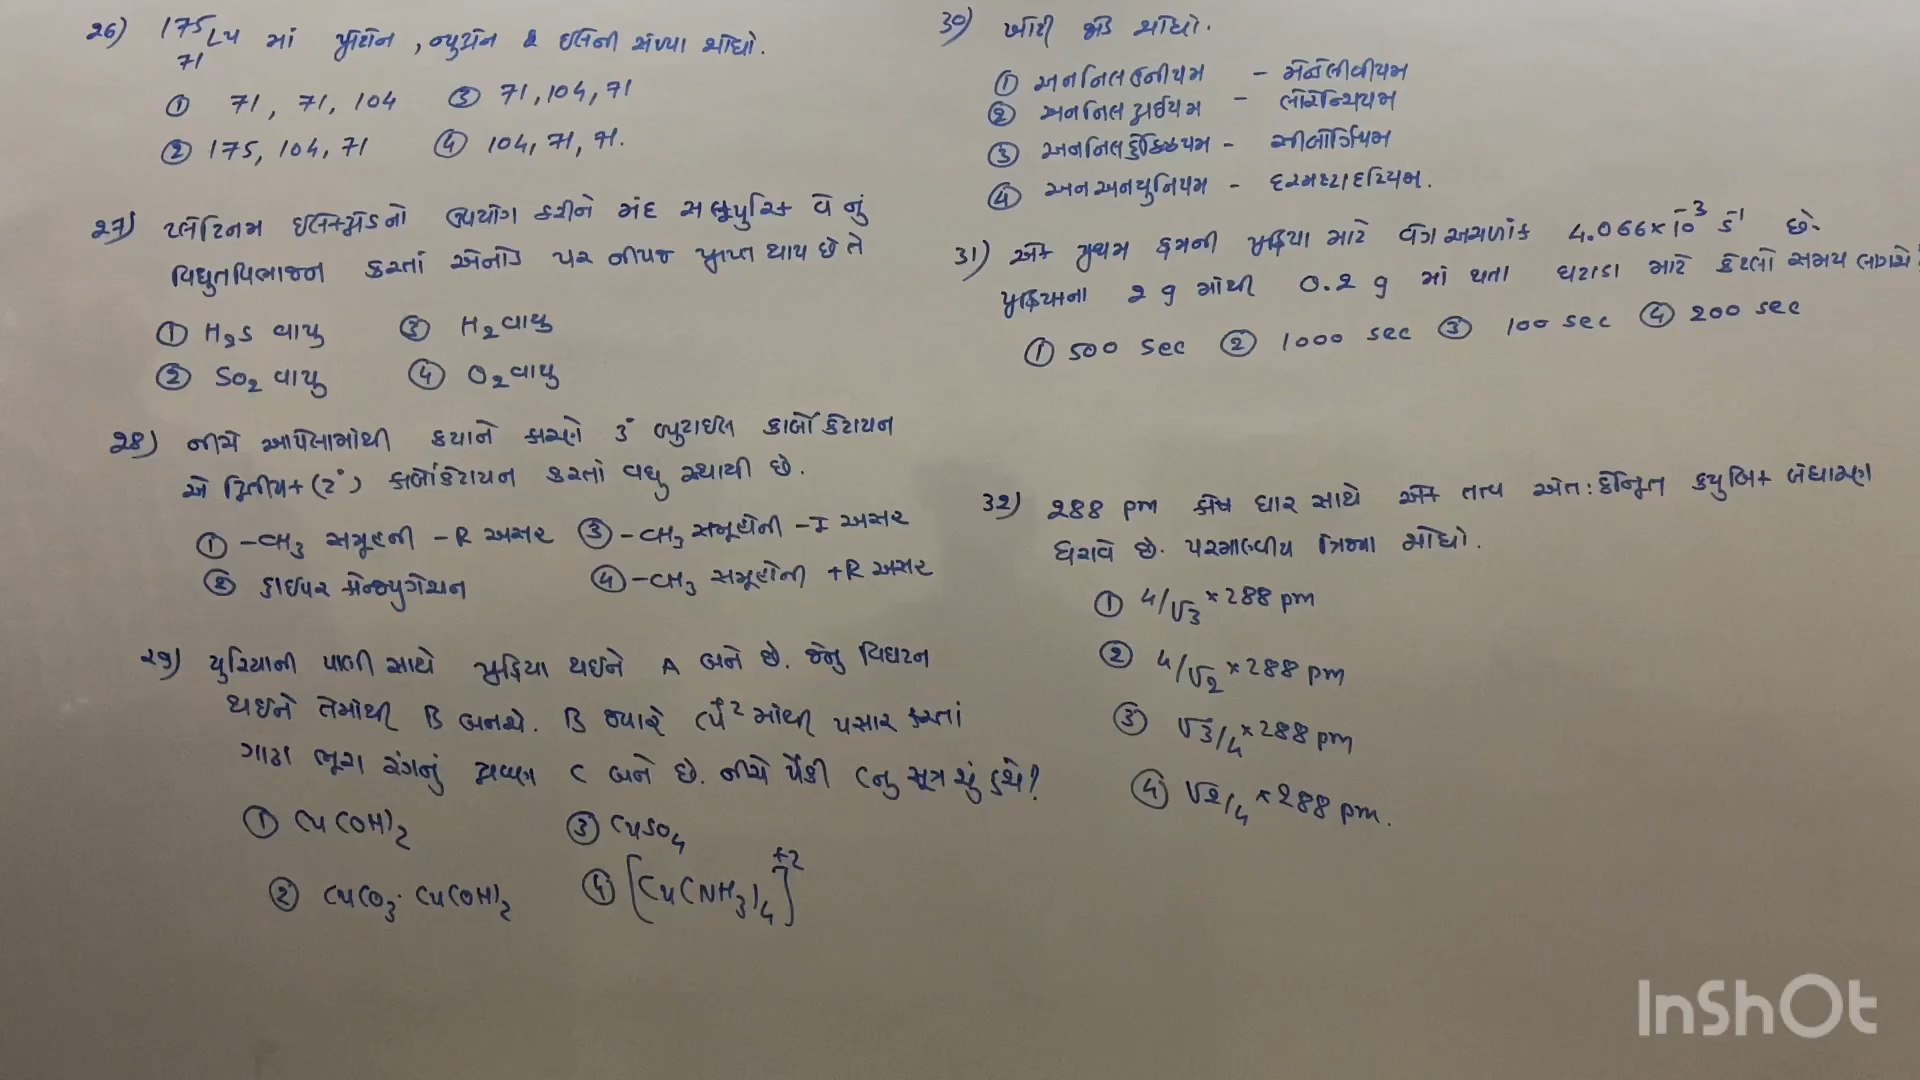 26) 175 Lu માં પ્રોટોન , ન્યુટ્રોન & ઇલેની સંખ્યા શોધો.
71
① 71, 71, 104 ③ 71, 104, 71
② 175, 104, 71 ④ 104, 71, 71.
27) પ્લેટિનમ ઇલેક્ટ્રોડનો ઉપયોગ કરીને મંદ સલ્ફ્યુરિક વે નું
વિદ્યુતવિભાજન કરતાં એનોડ પર નીપજ પ્રાપ્ત થાય છે તે
① H₂S વાયુ ③ H₂ વાયુ
② SO₂ વાયુ ④ O₂ વાયુ
28) નીચે આપેલામાંથી કયાને કારણે 3° બ્યુટાઇલ કાર્બોકેટાયન
એ દ્વિતીયક (2°) કાર્બોકેટાયન કરતાં વધુ સ્થાયી છે.
① -CH₃ સમૂહની -R અસર ③ -CH₃ સમૂહોની -I અસર
② હાઇપર કોન્જ્યુગેશન ④ -CH₃ સમૂહોની +R અસર
29) યુરિયાની પાણી સાથે પ્રક્રિયા થઇને A બને છે. જેનુ વિઘટન
થઇને તેમાંથી B બનશે. B જ્યારે Cu⁺² માંથી પસાર કરતાં
ગાઢા ભૂરા રંગનું દ્રાવણ C બને છે. નીચે પૈકી Cનુ સૂત્ર શું હશે?
① Cu(OH)₂ ③ CuSO₄
② CuCO₃·Cu(OH)₂ ④ [Cu(NH₃)₄]⁺²
30) ખોટી જોડ શોધો.
① અનનિલઉનીયમ - મેન્ડેલીવીયમ
② અનનિલટ્રાઇયમ - લોરેન્સિયમ
③ અનનિલહેક્ઝિયમ - સીબોર્ગિયમ
④ અનઅનયુનિયમ - દરમષ્ટાદટિયમ.
31) એક પ્રથમ ક્રમની પ્રક્રિયા માટે વેગ અચળાંક 4.066×10⁻³ S⁻¹ છે.
પ્રક્રિયાના 2 g માંથી 0.2 g માં થતા ઘટાડા માટે કેટલો સમય લાગશે?
① 500 sec ② 1000 sec ③ 100 sec ④ 200 sec
32) 288 pm કોષ ધાર સાથે એક તત્વ અંત:કેન્દ્રિત ક્યુબિક બંધારણ
ધરાવે છે. પરમાણ્વીય ત્રિજ્યા શોધો.
① 4/√3 × 288 pm
② 4/√2 × 288 pm
③ √3/4 × 288 pm
④ √2/4 × 288 pm.
InShOt